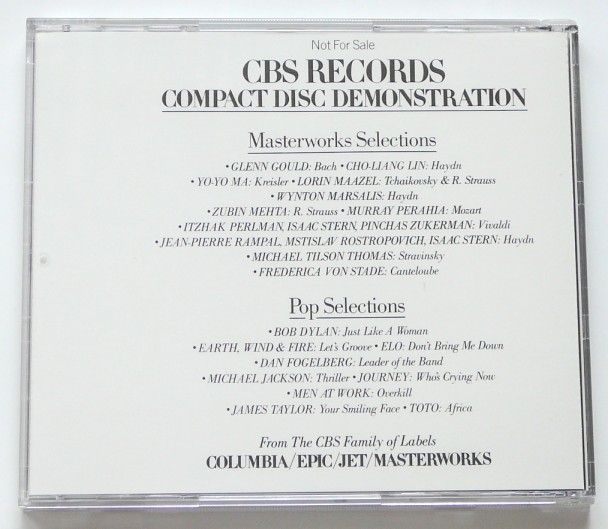 Not For Sale
CBS RECORDS
COMPACT DISC DEMONSTRATION
Masterworks Selections
• GLENN GOULD: Bach • CHO-LIANG LIN: Haydn
• YO-YO MA: Kreisler • LORIN MAAZEL: Tchaikovsky & R. Strauss
• WYNTON MARSALIS: Haydn
• ZUBIN MEHTA: R. Strauss • MURRAY PERAHIA: Mozart
• ITZHAK PERLMAN, ISAAC STERN, PINCHAS ZUKERMAN: Vivaldi
• JEAN-PIERRE RAMPAL, MSTISLAV ROSTROPOVICH, ISAAC STERN: Haydn
• MICHAEL TILSON THOMAS: Stravinsky
• FREDERICA VON STADE: Canteloube
Pop Selections
• BOB DYLAN: Just Like A Woman
• EARTH, WIND & FIRE: Let's Groove • ELO: Don't Bring Me Down
• DAN FOGELBERG: Leader of the Band
• MICHAEL JACKSON: Thriller • JOURNEY: Who's Crying Now
• MEN AT WORK: Overkill
• JAMES TAYLOR: Your Smiling Face • TOTO: Africa
From The CBS Family of Labels
COLUMBIA/EPIC/JET/MASTERWORKS